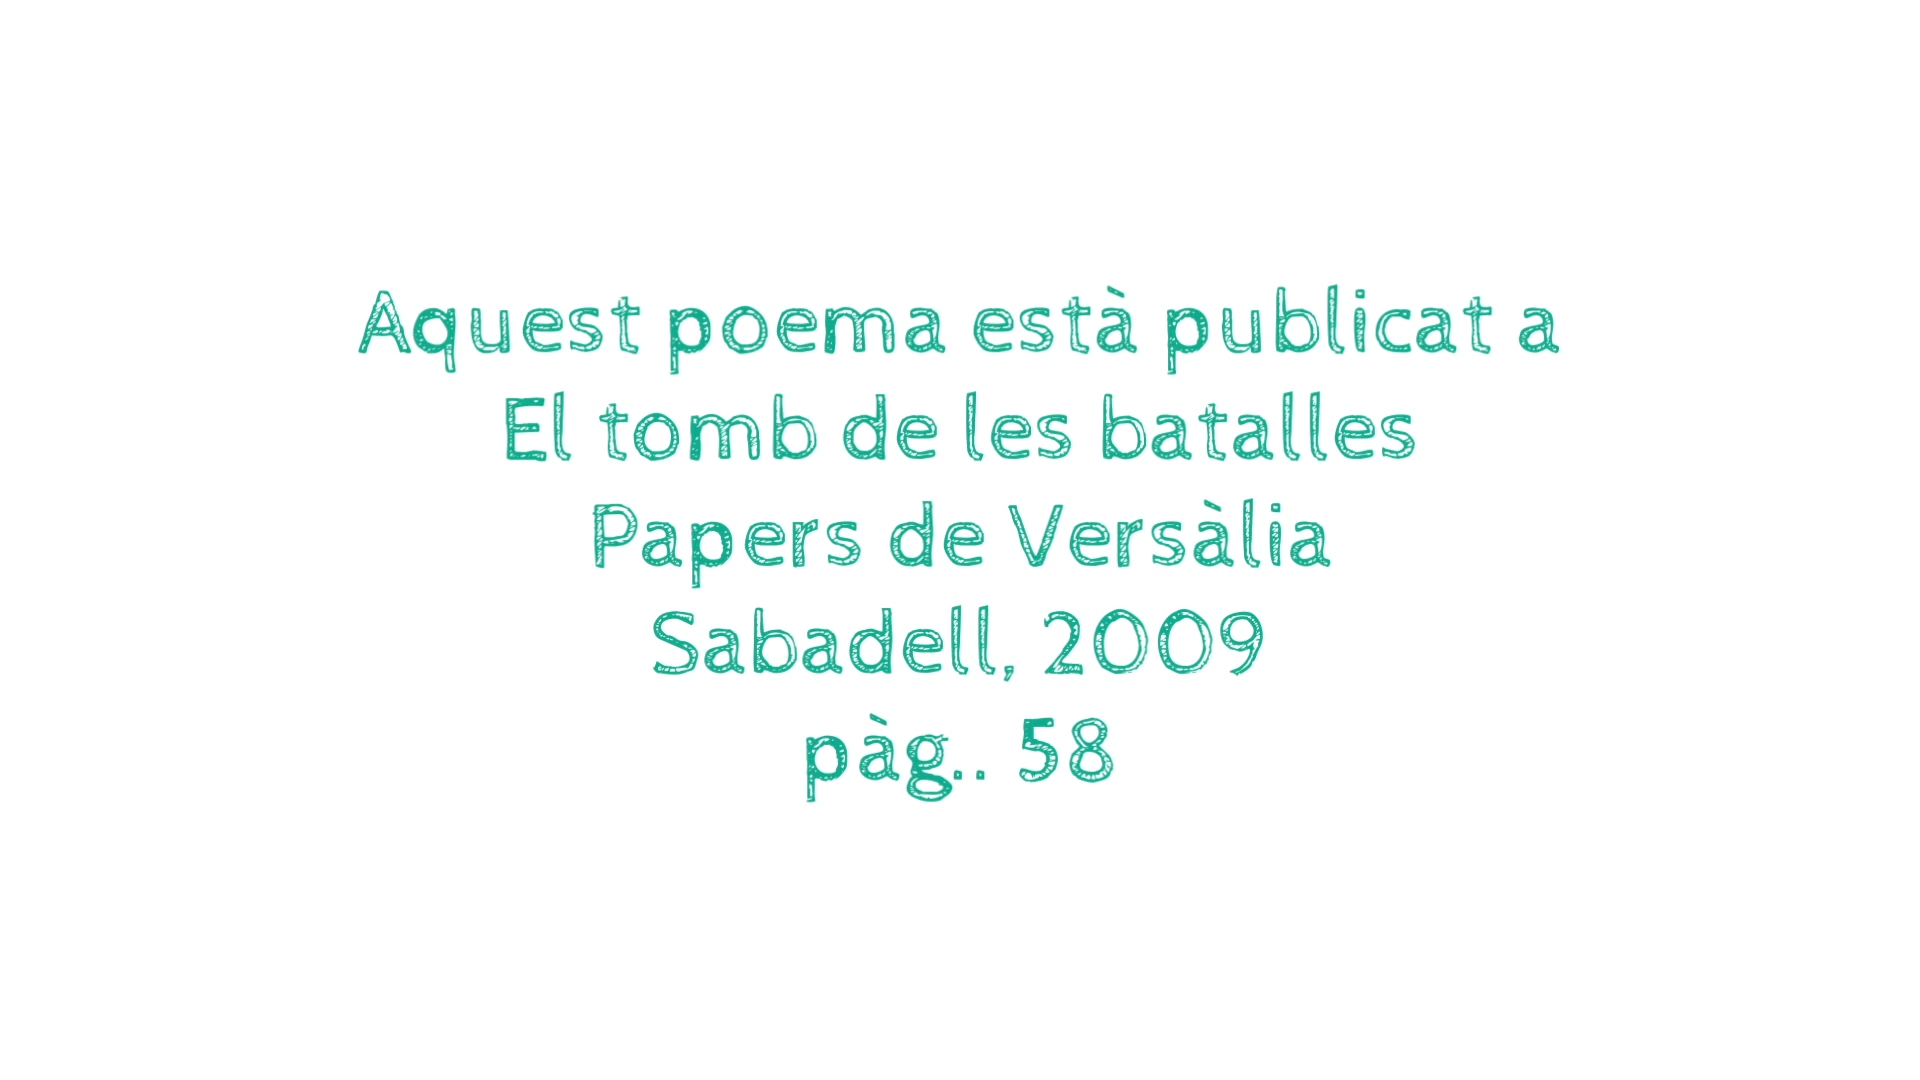 Aquest poema està publicat a
El tomb de les batalles
Papers de Versàlia
Sabadell, 2009
pàg.. 58